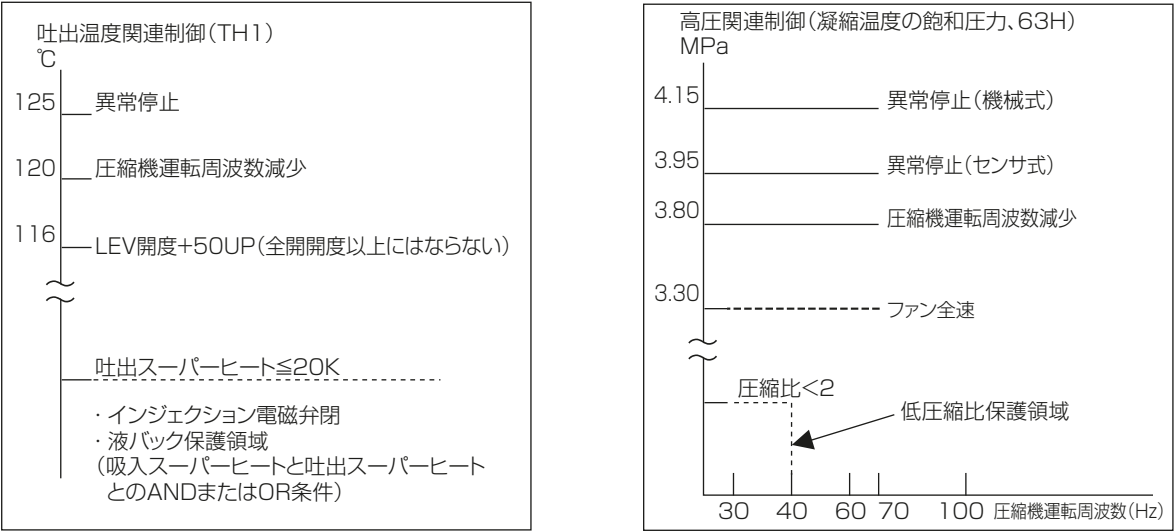 吐出温度関連制御（TH1）
℃
125
異常停止
120
圧縮機運転周波数減少
116
LEV開度+50UP（全開開度以上にはならない）
吐出スーパーヒート≦20K
・インジェクション電磁弁閉
・液バック保護領域
（吸入スーパーヒートと吐出スーパーヒート
とのANDまたはOR条件）
高圧関連制御（凝縮温度の飽和圧力、63H）
MPa
4.15
異常停止（機械式）
3.95
異常停止（センサ式）
3.80
圧縮機運転周波数減少
3.30
ファン全速
圧縮比<2
低圧縮比保護領域
30 40 60 70 100 圧縮機運転周波数（Hz）